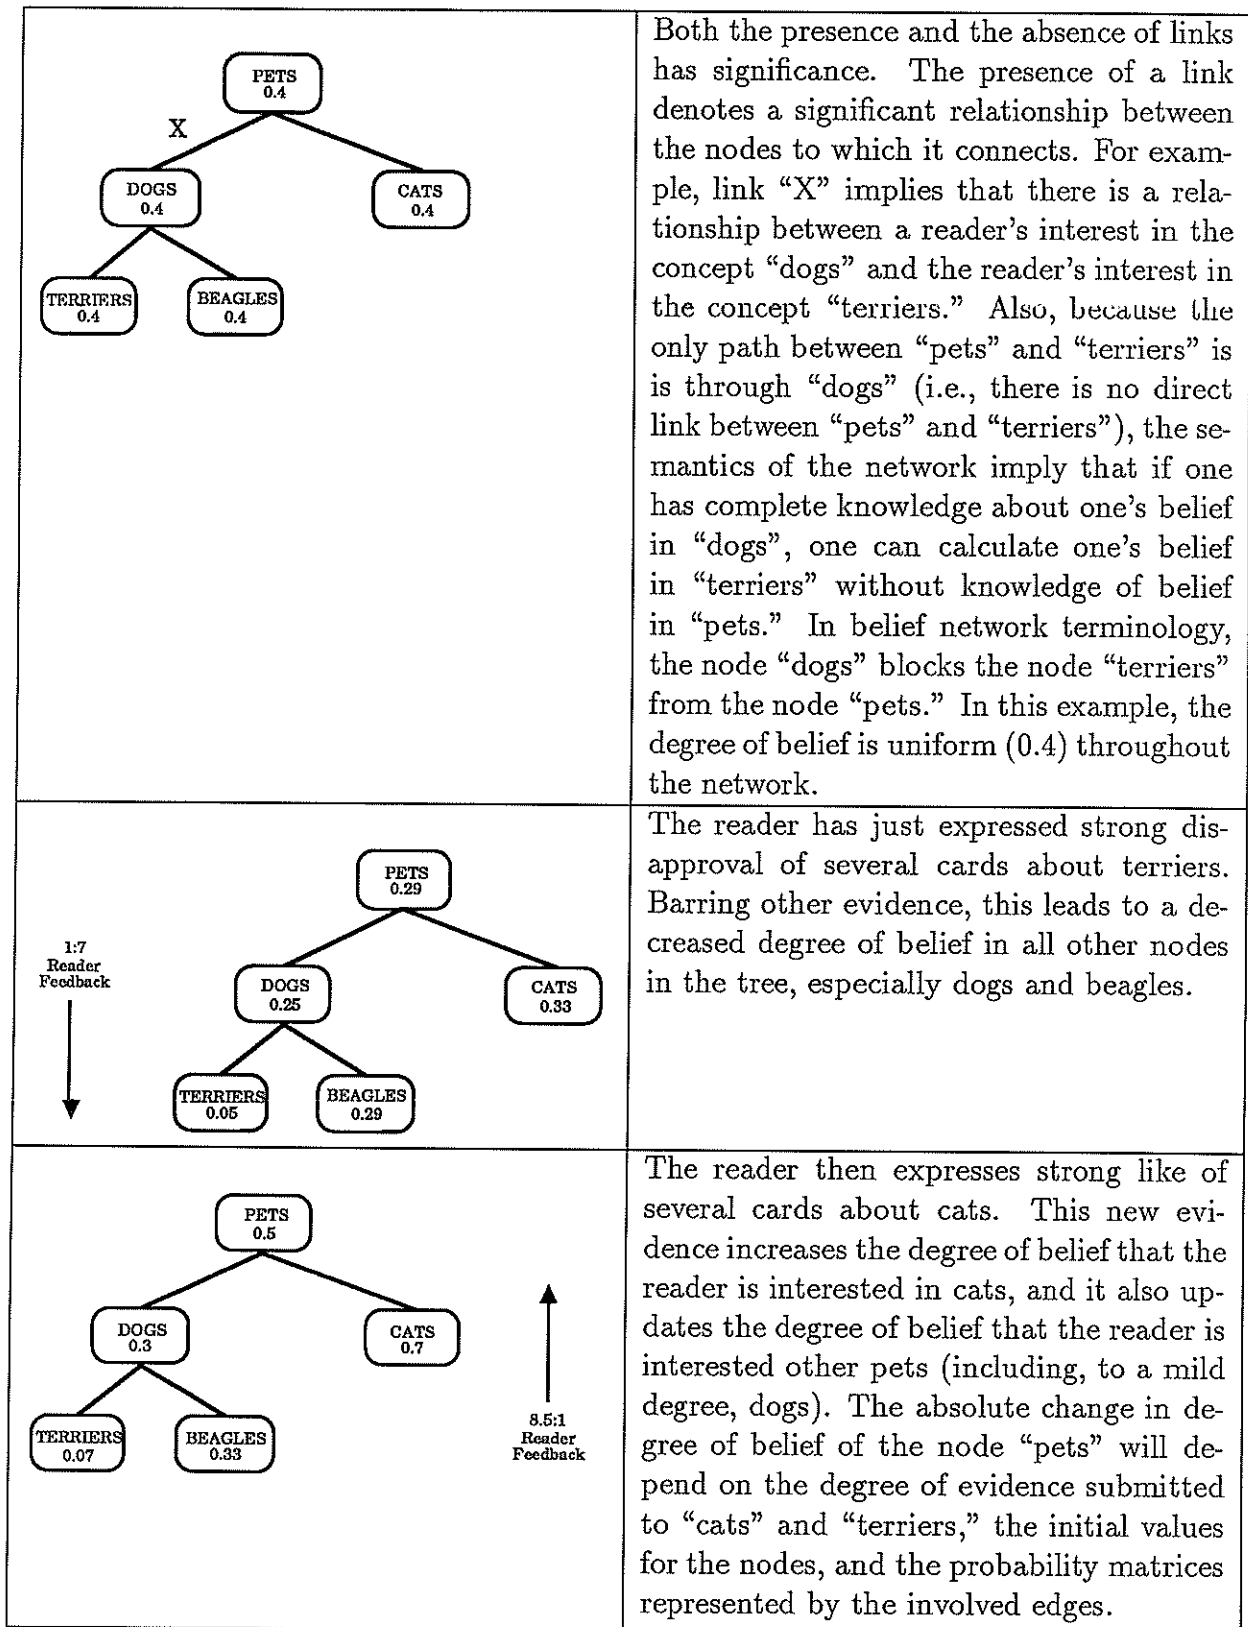 PETS
0.4
X
DOGS
0.4
CATS
0.4
TERRIERS
0.4
BEAGLES
0.4
Both the presence and the absence of links
has significance. The presence of a link
denotes a significant relationship between
the nodes to which it connects. For exam-
ple, link “X” implies that there is a rela-
tionship between a reader’s interest in the
concept “dogs” and the reader’s interest in
the concept “terriers.” Also, because the
only path between “pets” and “terriers” is
is through “dogs” (i.e., there is no direct
link between “pets” and “terriers”), the se-
mantics of the network imply that if one
has complete knowledge about one’s belief
in “dogs”, one can calculate one’s belief
in “terriers” without knowledge of belief
in “pets.” In belief network terminology,
the node “dogs” blocks the node “terriers”
from the node “pets.” In this example, the
degree of belief is uniform (0.4) throughout
the network.
PETS
0.29
1:7
Reader
Feedback
DOGS
0.25
CATS
0.33
TERRIERS
0.05
BEAGLES
0.29
The reader has just expressed strong dis-
approval of several cards about terriers.
Barring other evidence, this leads to a de-
creased degree of belief in all other nodes
in the tree, especially dogs and beagles.
PETS
0.5
DOGS
0.3
CATS
0.7
TERRIERS
0.07
BEAGLES
0.33
8.5:1
Reader
Feedback
The reader then expresses strong like of
several cards about cats. This new evi-
dence increases the degree of belief that the
reader is interested in cats, and it also up-
dates the degree of belief that the reader is
interested other pets (including, to a mild
degree, dogs). The absolute change in de-
gree of belief of the node “pets” will de-
pend on the degree of evidence submitted
to “cats” and “terriers,” the initial values
for the nodes, and the probability matrices
represented by the involved edges.